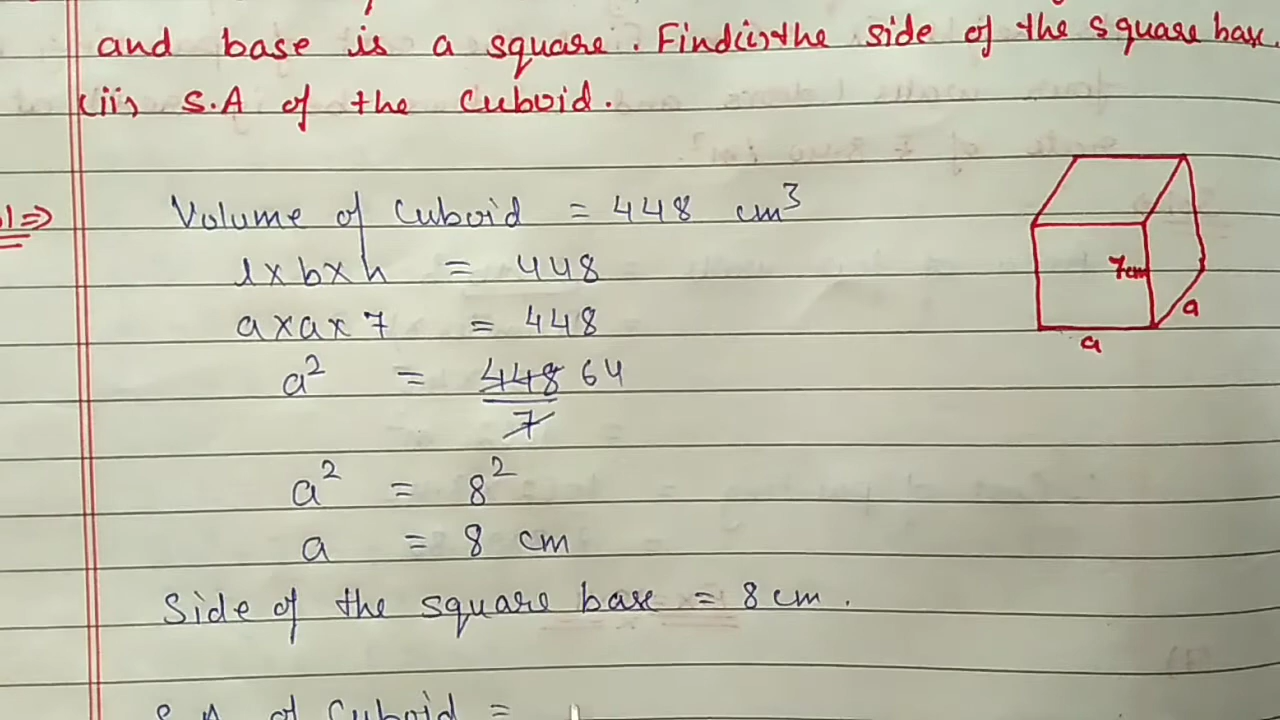 and base is a square. Find(i) the side of the square base.
(ii) S.A of the cuboid.
Volume of Cuboid = 448 cm³
l×b×h = 448
a×a×7 = 448
a² = 448 64
7
a² = 8²
a = 8 cm
Side of the square base = 8 cm.
S.A of Cuboid =
7cm
a
a